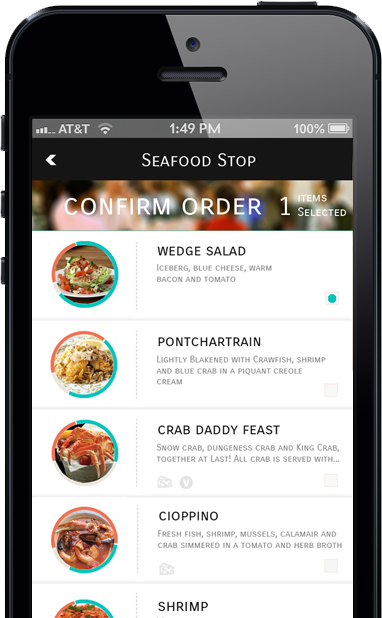 AT&T 1:49 PM 100%
Seafood Stop
CONFIRM ORDER 1 ITEMS
Selected
WEDGE SALAD
Iceberg, blue cheese, warm
bacon and tomato
PONTCHARTRAIN
Lightly Blakened with Crawfish, shrimp
and blue crab in a piquant creole
cream
CRAB DADDY FEAST
Snow crab, dungeness crab and King Crab,
together at Last! All crab is served with...
V
CIOPPINO
Fresh fish, shrimp, mussels, calamair and
crab simmered in a tomato and herb broth
SHRIMP